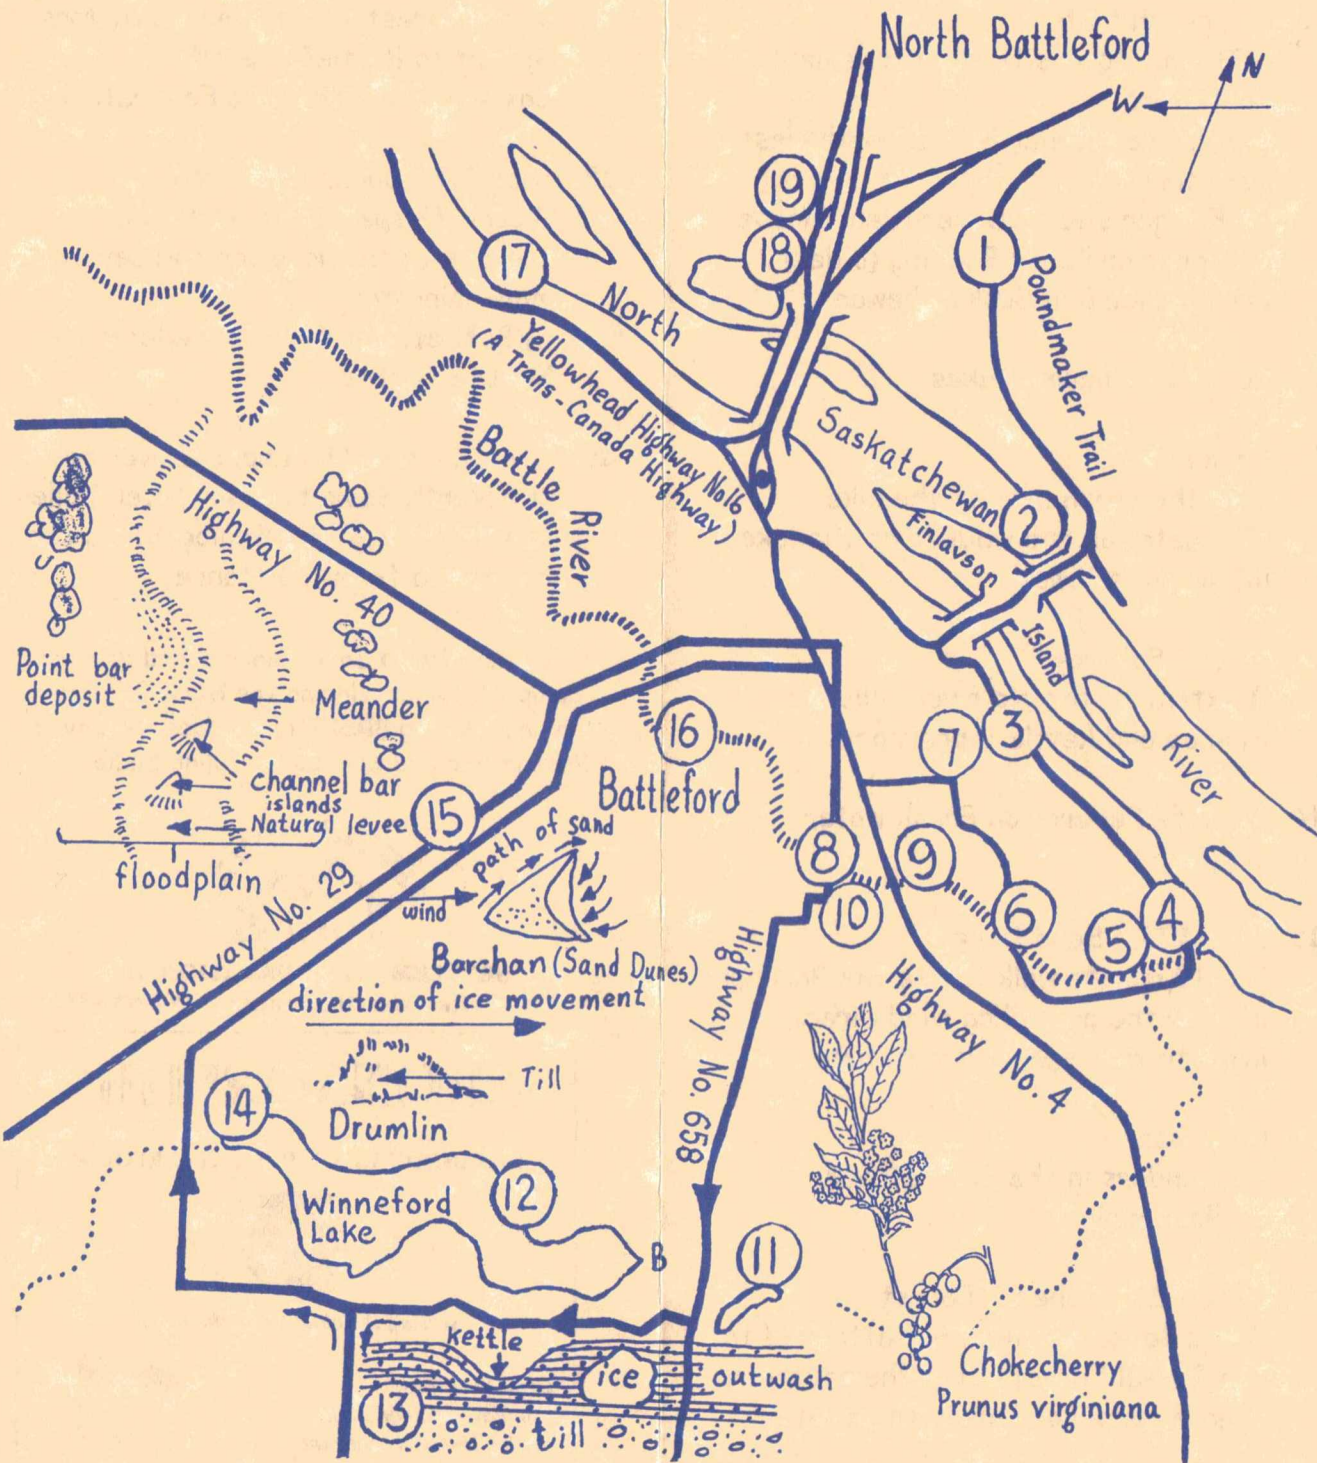 North Battleford
N
W
19
18
17
1
Poundmaker Trail
North
Yellowhead Highway No16
(A Trans-Canada Highway)
Saskatchewan
2
Finlayson
Island
River
Battle
River
Highway No. 40
Point bar
deposit
Meander
channel bar
islands
Natural levee
floodplain
15
16
Battleford
7
3
8
9
10
6
5
4
path of sand
wind
Barchan (Sand Dunes)
direction of ice movement
Till
Drumlin
Highway No. 29
Highway No. 658
Highway No. 4
14
12
Winneford
Lake
B
11
kettle
ice
outwash
13
till
Chokecherry
Prunus virginiana